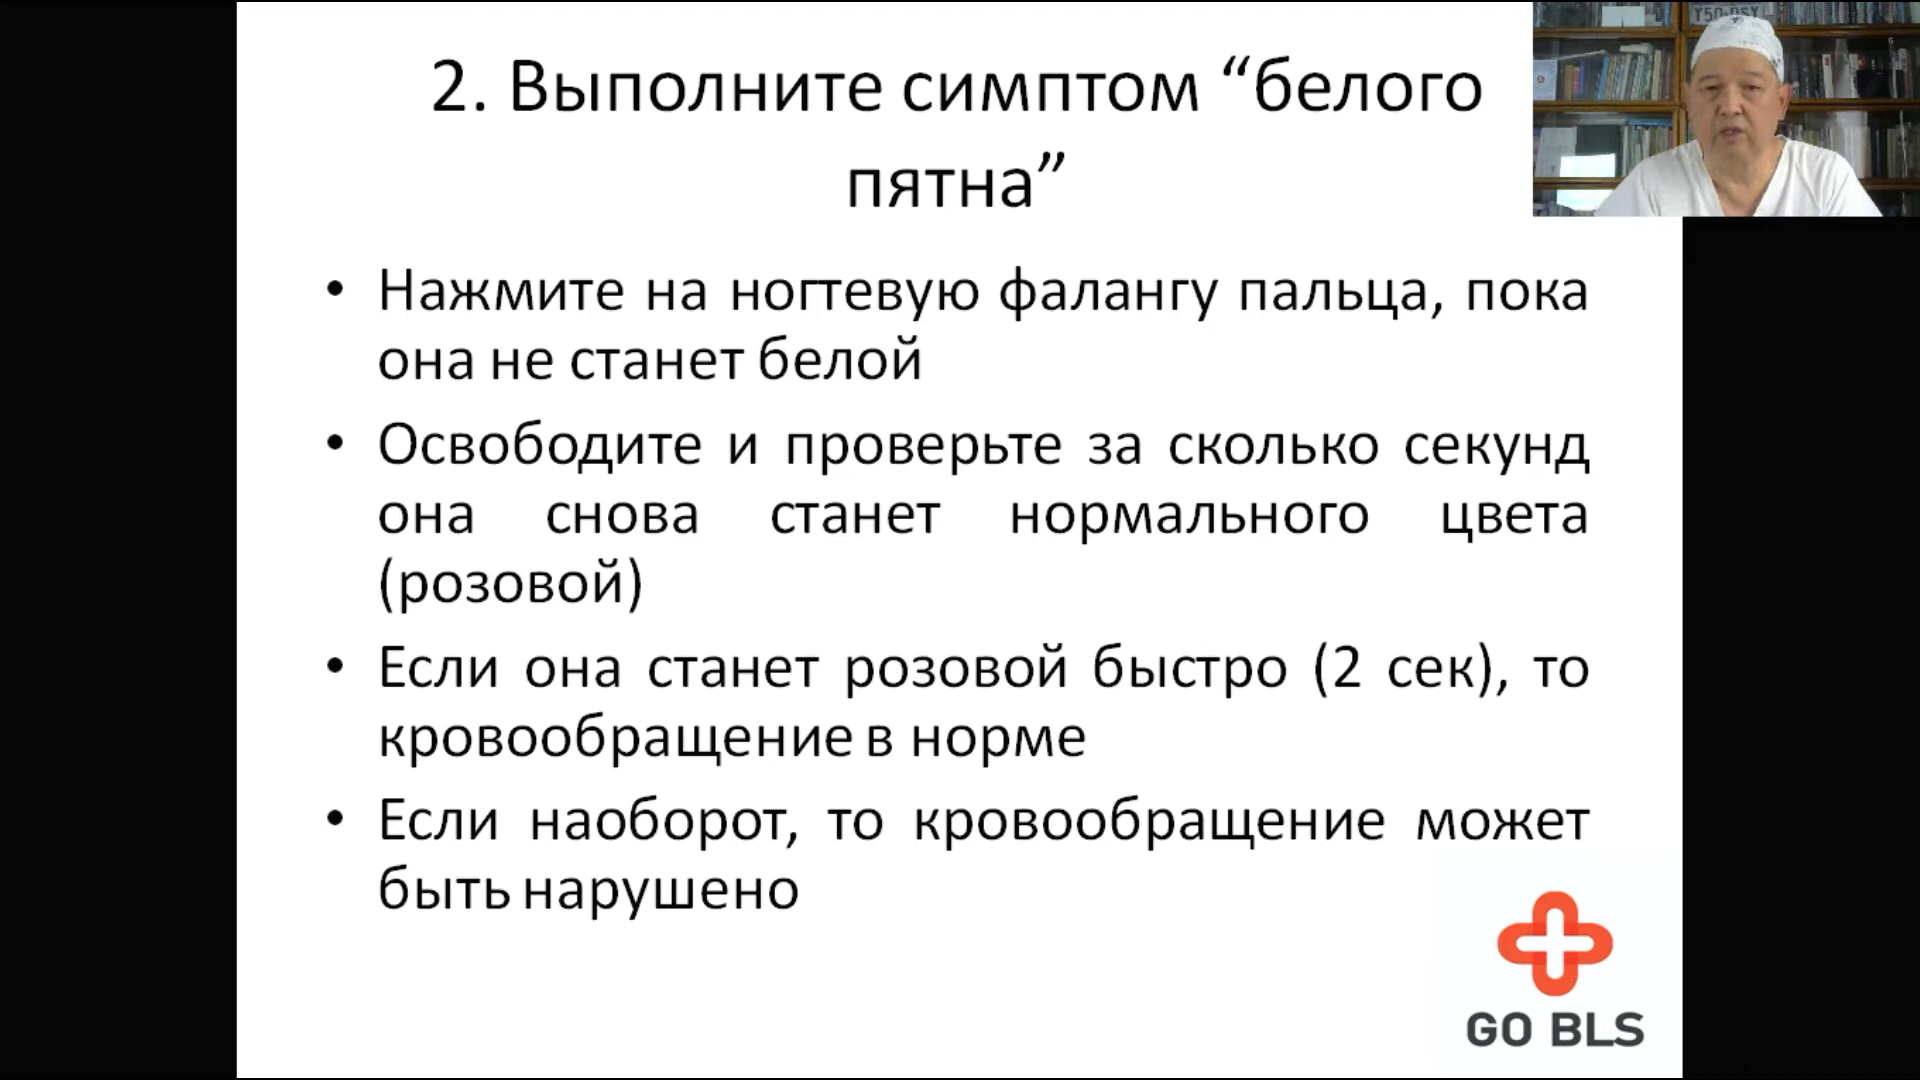 2. Выполните симптом “белого
пятна”
• Нажмите на ногтевую фалангу пальца, пока
она не станет белой
• Освободите и проверьте за сколько секунд
она снова станет нормального цвета
(розовой)
• Если она станет розовой быстро (2 сек), то
кровообращение в норме
• Если наоборот, то кровообращение может
быть нарушено
GO BLS